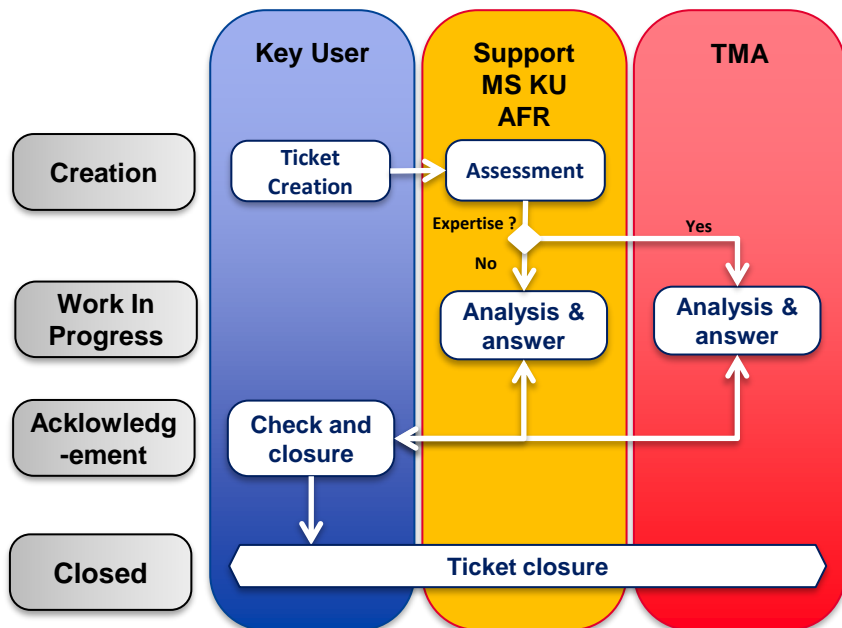 Key User
Support
MS KU
AFR
TMA
Creation
Ticket
Creation
Assessment
Expertise ?
Yes
No
Work In
Progress
Analysis &
answer
Analysis &
answer
Acklowledg
-ement
Check and
closure
Closed
Ticket closure